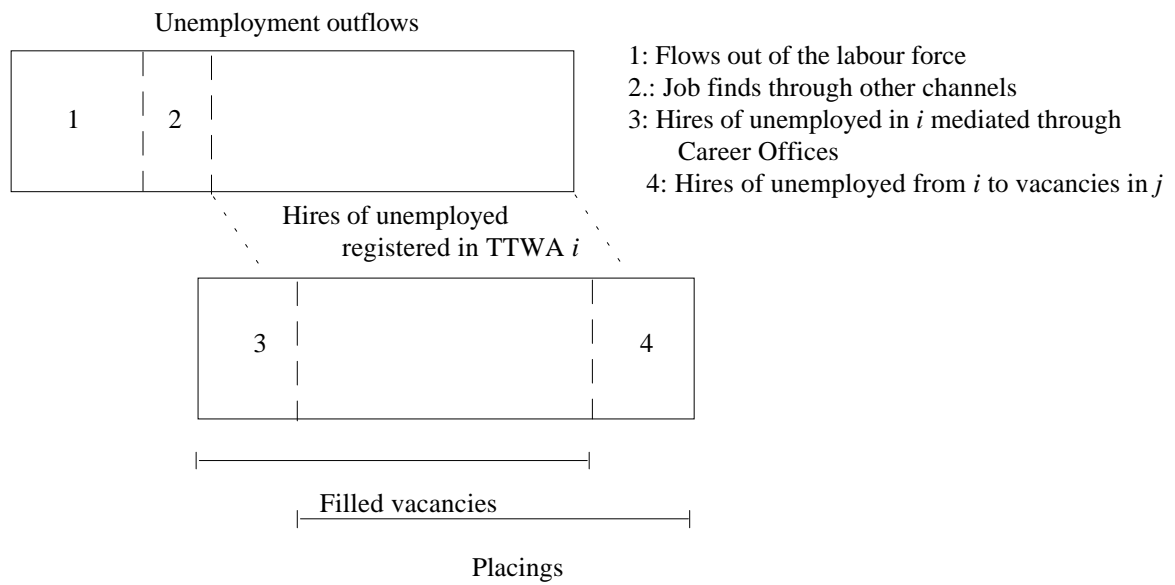 Unemployment outflows
1
2
1: Flows out of the labour force
2.: Job finds through other channels
3: Hires of unemployed in i mediated through
Career Offices
4: Hires of unemployed from i to vacancies in j
Hires of unemployed
registered in TTWA i
3
4
Filled vacancies
Placings